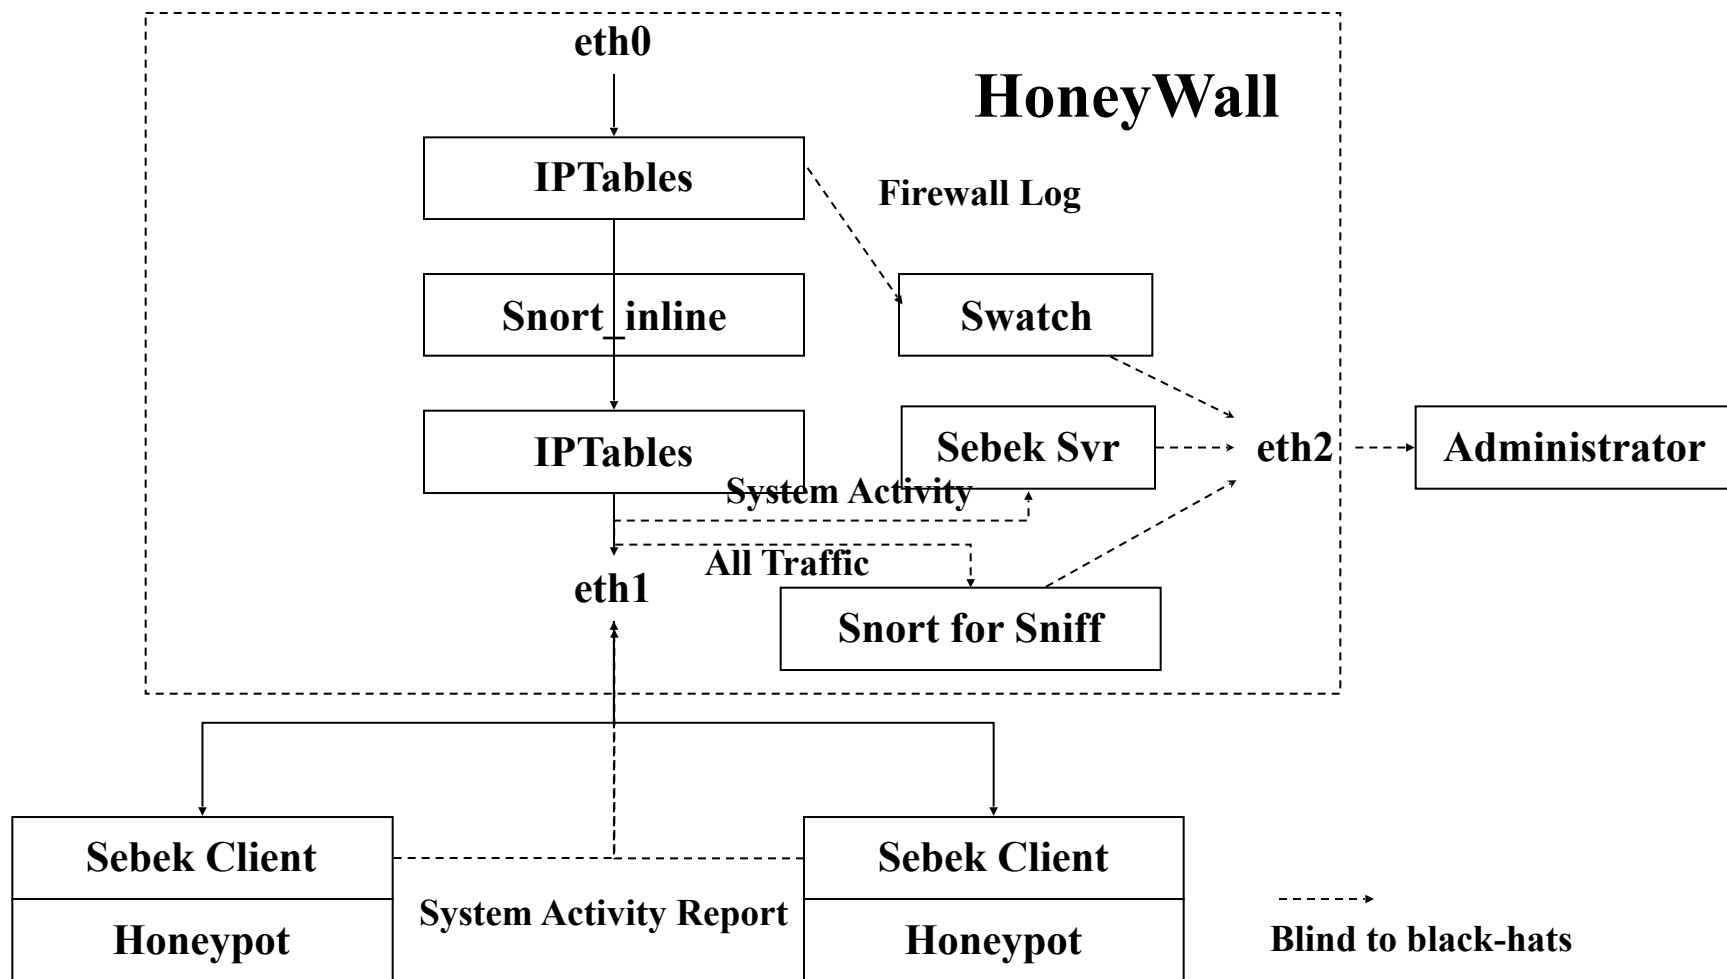 eth0
HoneyWall
IPTables
Firewall Log
Snort_inline
Swatch
IPTables
Sebek Svr
eth2
Administrator
System Activity
All Traffic
eth1
Snort for Sniff
Sebek Client
Sebek Client
System Activity Report
Honeypot
Honeypot
Blind to black-hats